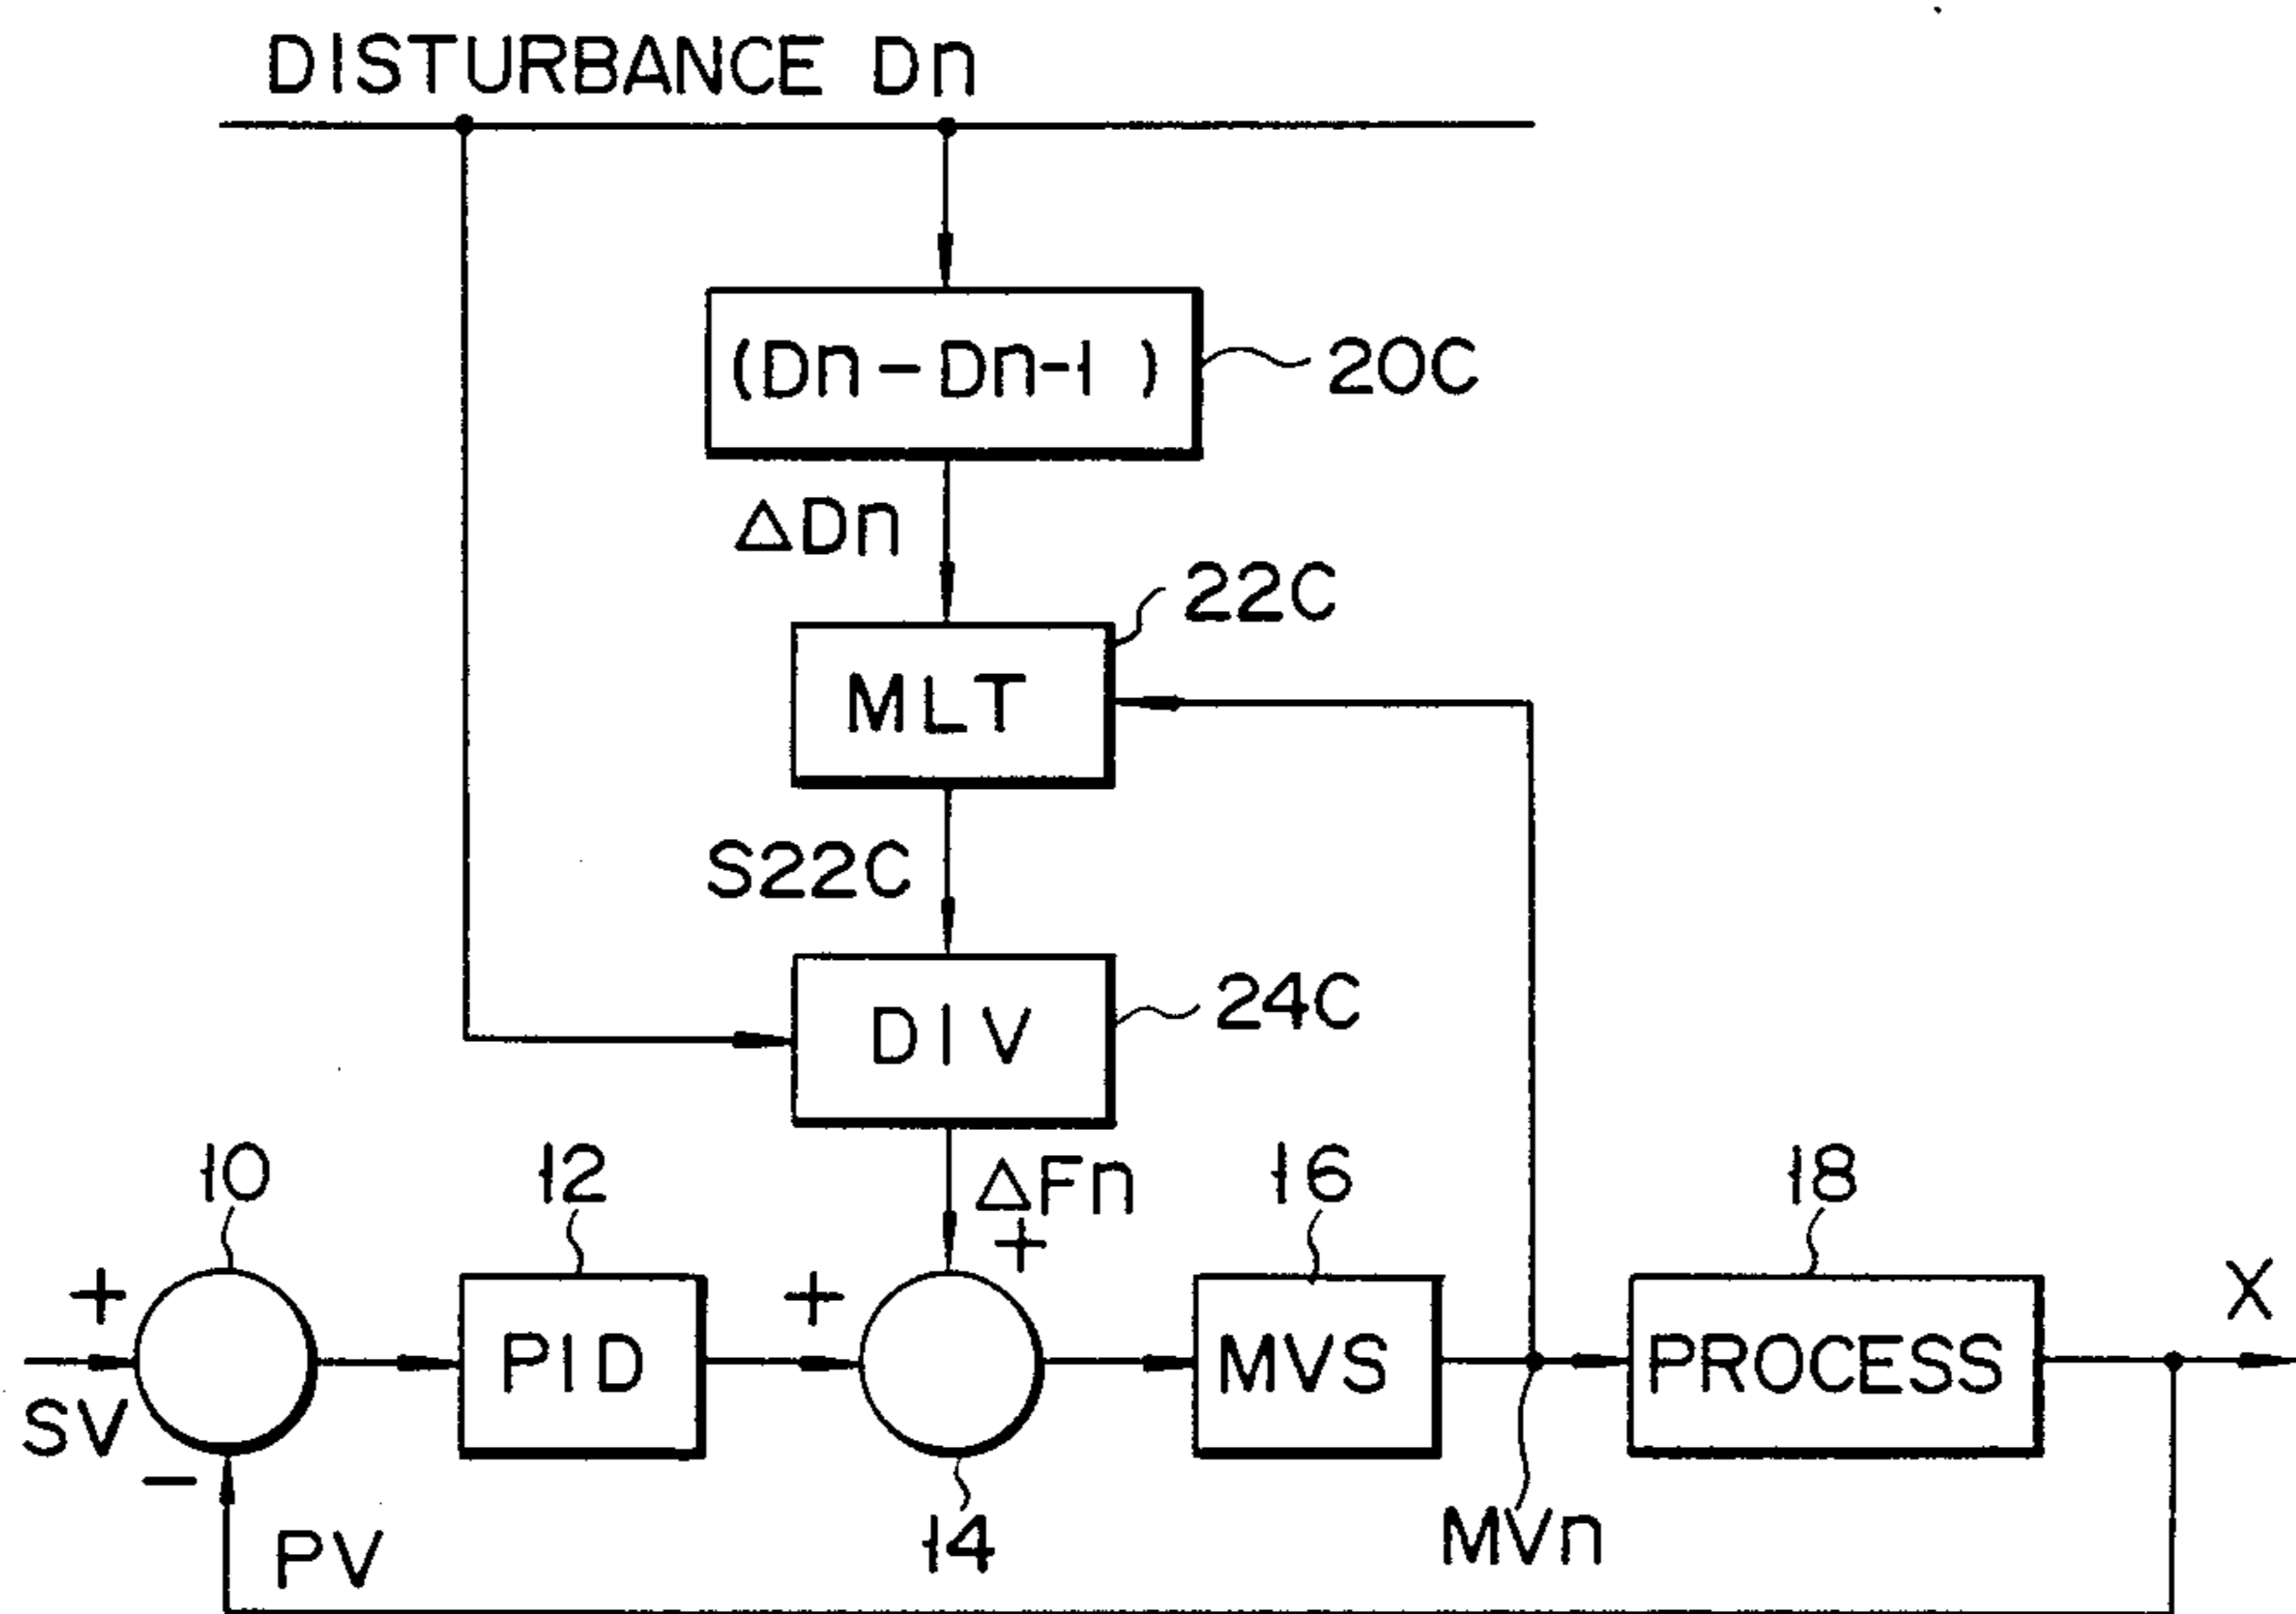 DISTURBANCE Dn
(Dn-Dn-1 )
20C
ΔDn
22C
MLT
S22C
24C
DIV
10
12
ΔFn
16
18
+
+
+
X
PID
MVS
PROCESS
SV
-
14
MVn
PV